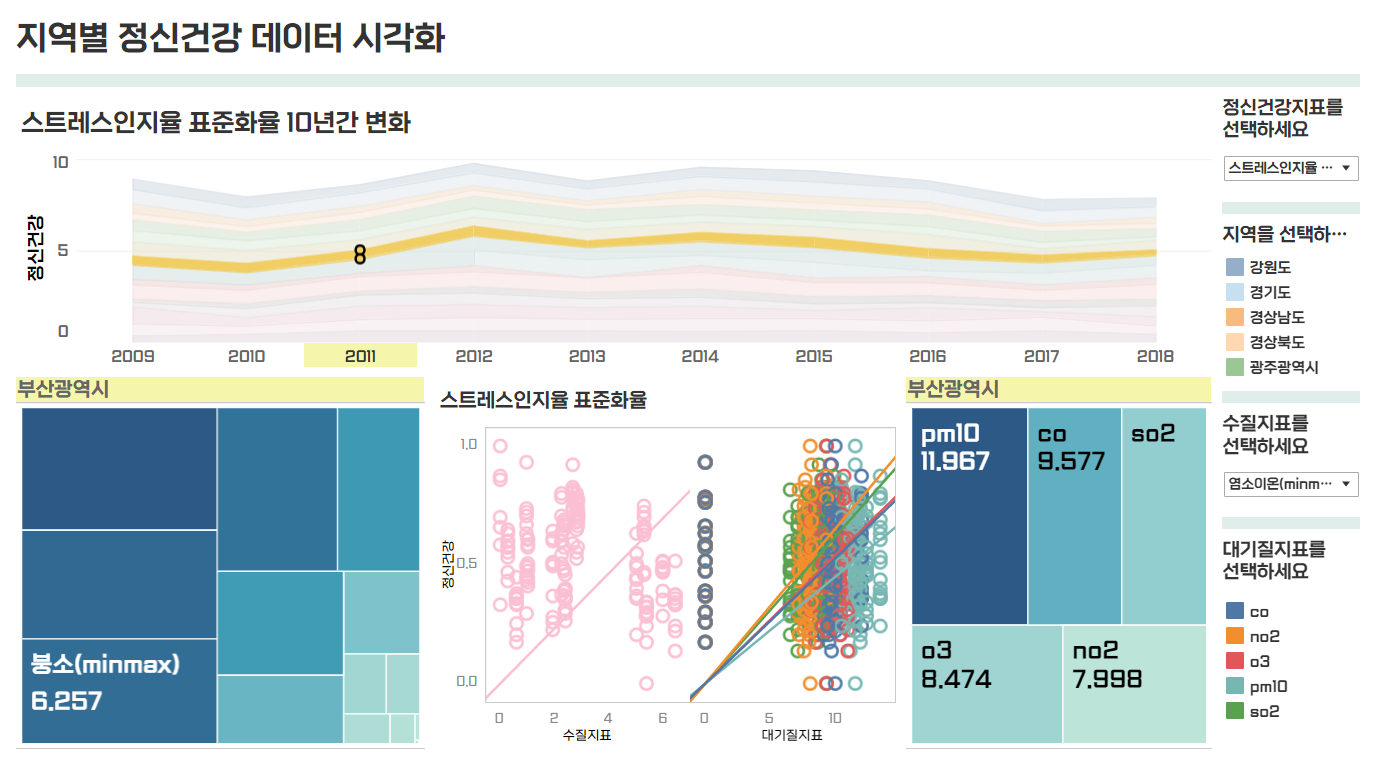 지역별 정신건강 데이터 시각화
스트레스인지율 표준화율 10년간 변화
10
5
0
정신건강
8
8
2009 2010 2011 2012 2013 2014 2015 2016 2017 2018
정신건강지표를
선택하세요
스트레스인지율 ...
지역을 선택하...
강원도
경기도
경상남도
경상북도
광주광역시
수질지표를
선택하세요
염소이온(minm...
대기질지표를
선택하세요
co
no2
o3
pm10
so2
부산광역시
붕소(minmax)
6.257
스트레스인지율 표준화율
1.0
0.5
0.0
정신건강
0 2 4 6 0 5 10
수질지표 대기질지표
부산광역시
pm10
11.967
co
9.577
so2
o3
8.474
no2
7.998